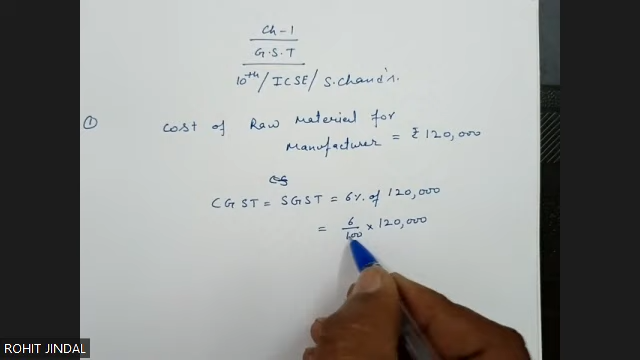 Ch-1
G.S.T
10th / ICSE / S.Chand's.
① Cost of Raw Material for
Manufacturer = ₹ 120,000
CGST = SGST = 6% of 120,000
= 6/100 × 120,000
ROHIT JINDAL